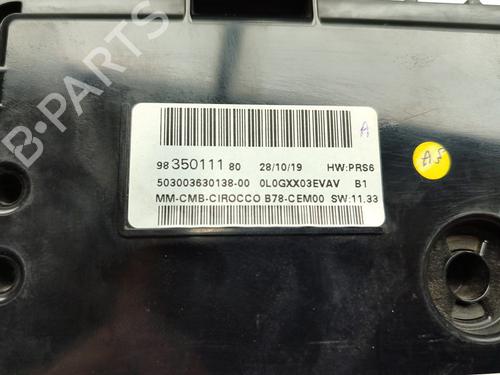 B-PARTS
A
98 350111 80 28/10/19 HW:PRS6
503003630138-00 0L0GXX03EVAV B1
MM-CMB-CIROCCO B78-CEM00 SW:11.33